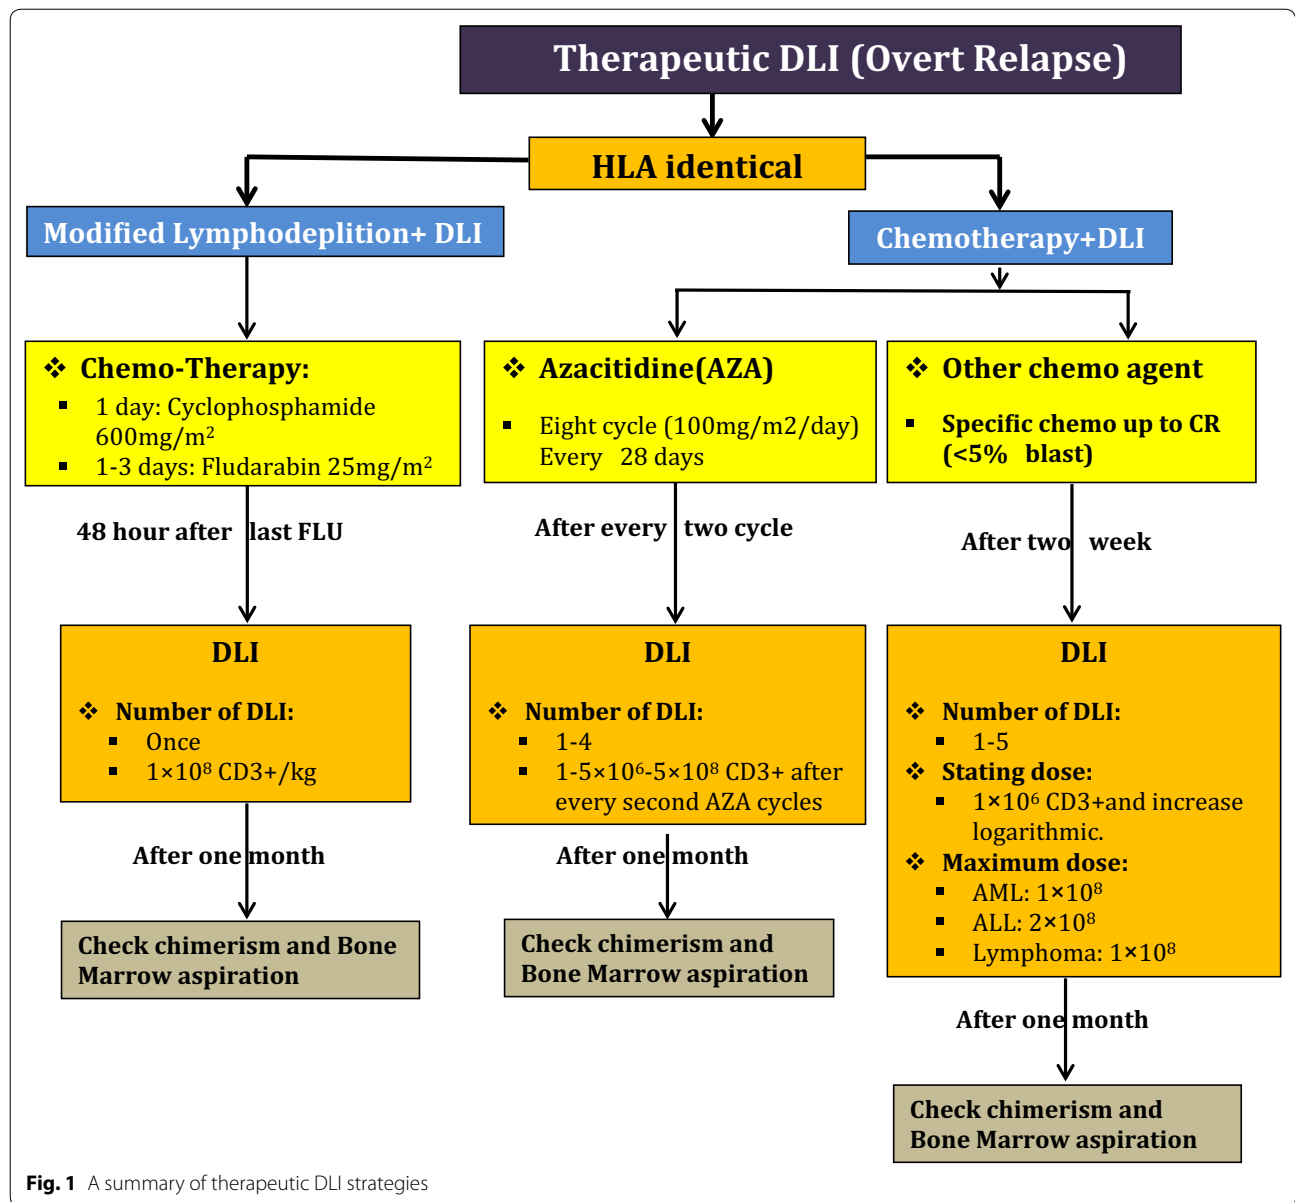 Therapeutic DLI (Overt Relapse)
HLA identical
Modified Lymphodeplition+ DLI
Chemotherapy+DLI
❖ Chemo-Therapy:
▪ 1 day: Cyclophosphamide
600mg/m²
▪ 1-3 days: Fludarabin 25mg/m²
48 hour after last FLU
DLI
❖ Number of DLI:
▪ Once
▪ 1×10⁸ CD3+/kg
After one month
Check chimerism and Bone
Marrow aspiration
❖ Azacitidine(AZA)
▪ Eight cycle (100mg/m2/day)
Every 28 days
After every two cycle
DLI
❖ Number of DLI:
▪ 1-4
▪ 1-5×10⁶-5×10⁸ CD3+ after
every second AZA cycles
After one month
Check chimerism and
Bone Marrow aspiration
❖ Other chemo agent
▪ Specific chemo up to CR
(<5% blast)
After two week
DLI
❖ Number of DLI:
▪ 1-5
❖ Stating dose:
▪ 1×10⁶ CD3+and increase
logarithmic.
❖ Maximum dose:
▪ AML: 1×10⁸
▪ ALL: 2×10⁸
▪ Lymphoma: 1×10⁸
After one month
Check chimerism and
Bone Marrow aspiration
Fig. 1 A summary of therapeutic DLI strategies